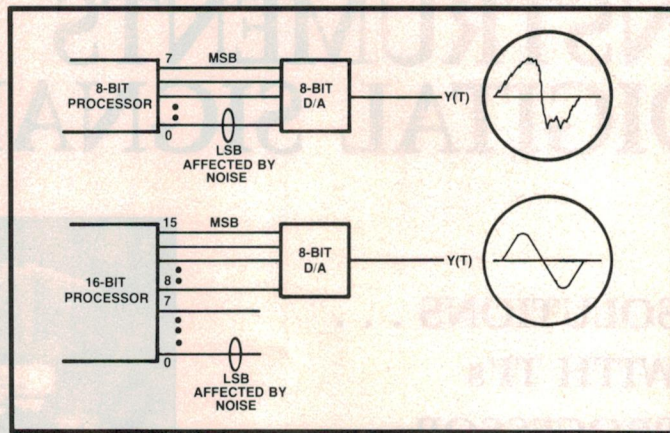 7 MSB
8-BIT
PROCESSOR
8-BIT
D/A
Y(T)
0
LSB
AFFECTED BY
NOISE
15 MSB
8-BIT
D/A
Y(T)
16-BIT
PROCESSOR
8
7
0
LSB
AFFECTED BY
NOISE